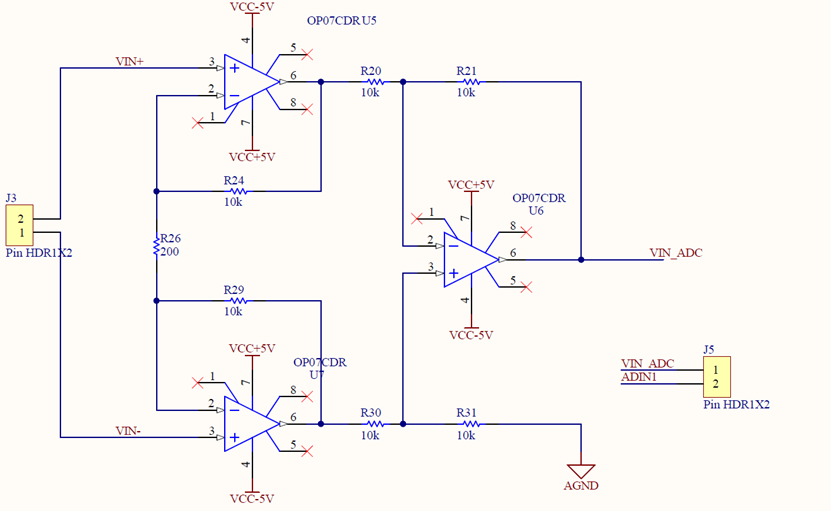 VCC-5V
OP07CDR U5
4
5
VIN+
3
+
6
R20
R21
2
−
10k
10k
8
1
7
VCC+5V
R24
10k
VCC+5V
J3
OP07CDR
U6
1
7
8
2
1
R26
200
2
−
6
VIN_ADC
Pin HDR1X2
3
+
5
R29
10k
4
VCC-5V
VCC+5V
OP07CDR
U7
J5
VIN_ADC
1
ADIN1
2
Pin HDR1X2
1
7
8
2
−
6
R30
R31
VIN-
3
+
10k
10k
5
4
AGND
VCC-5V